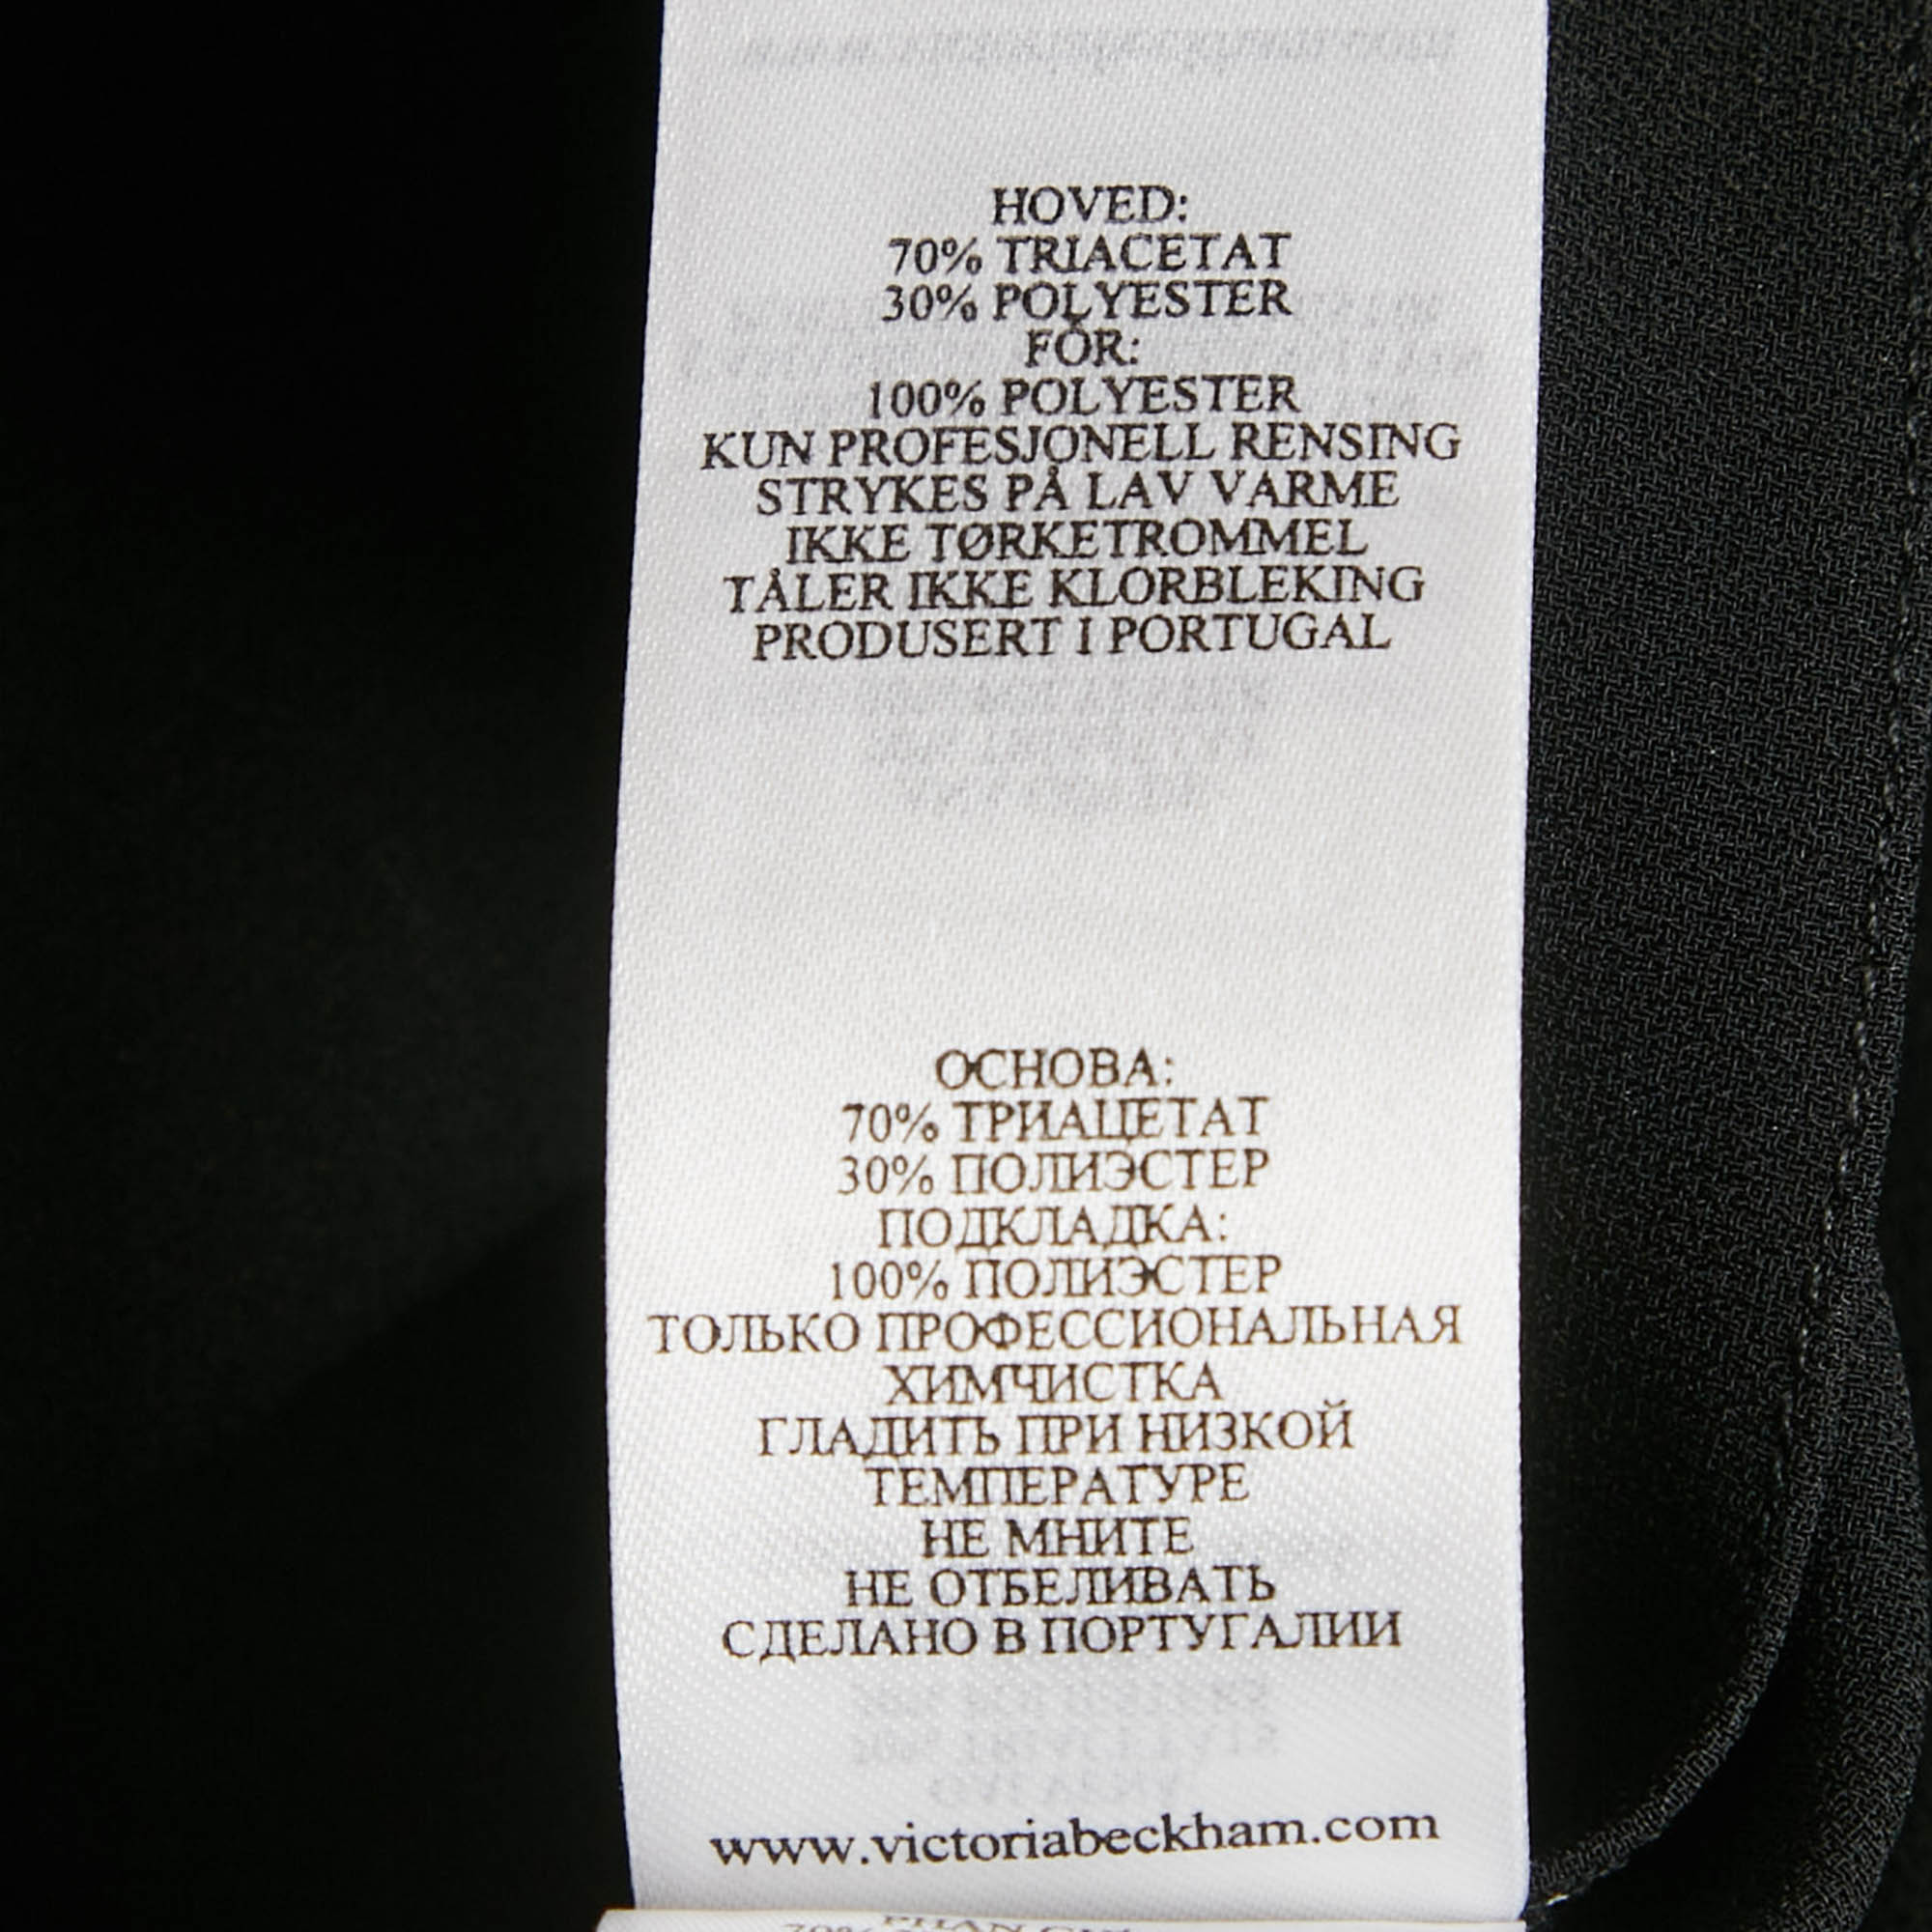 HOVED:
70% TRIACETAT
30% POLYESTER
FÔR:
100% POLYESTER
KUN PROFESJONELL RENSING
STRYKES PÅ LAV VARME
IKKE TØRKETROMMEL
TÅLER IKKE KLORBLEKING
PRODUSERT I PORTUGAL
ОСНОВА:
70% ТРИАЦЕТАТ
30% ПОЛИЭСТЕР
ПОДКЛАДКА:
100% ПОЛИЭСТЕР
ТОЛЬКО ПРОФЕССИОНАЛЬНАЯ
ХИМЧИСТКА
ГЛАДИТЬ ПРИ НИЗКОЙ
ТЕМПЕРАТУРЕ
НЕ МНИТЕ
НЕ ОТБЕЛИВАТЬ
СДЕЛАНО В ПОРТУГАЛИИ
www.victoriabeckham.com